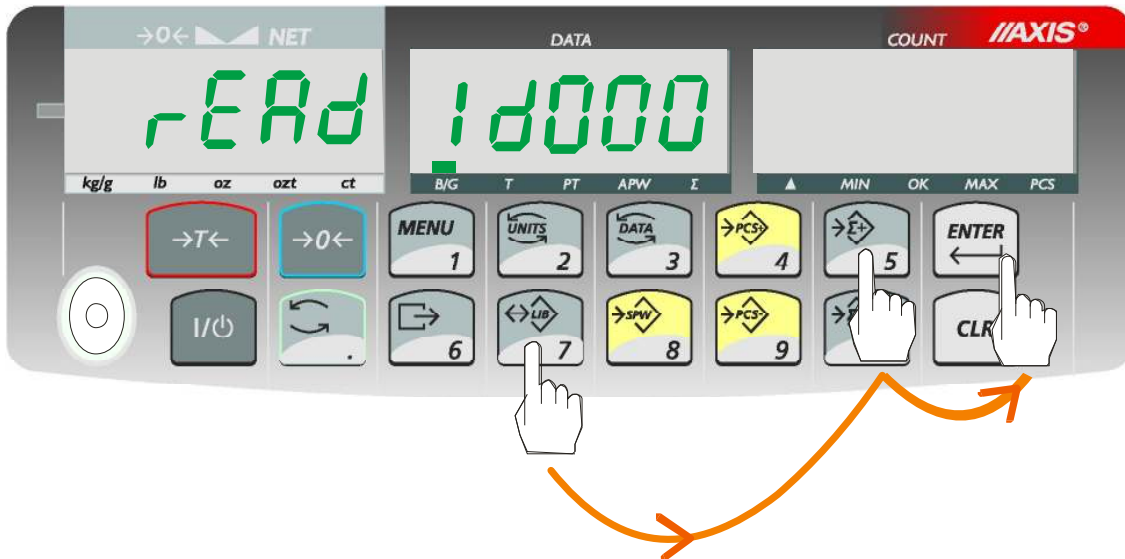 →0← NET DATA COUNT //AXIS®
rEAd 1d000
kg/g lb oz ozt ct B/G T PT APW Σ ▲ MIN OK MAX PCS
→T← →0← MENU 1 UNITS 2 DATA 3 →PCS+ 4 →Σ+ 5 ENTER
I/⏻ . 6 ↔LIB 7 →SPW 8 →PCS- 9 CLR